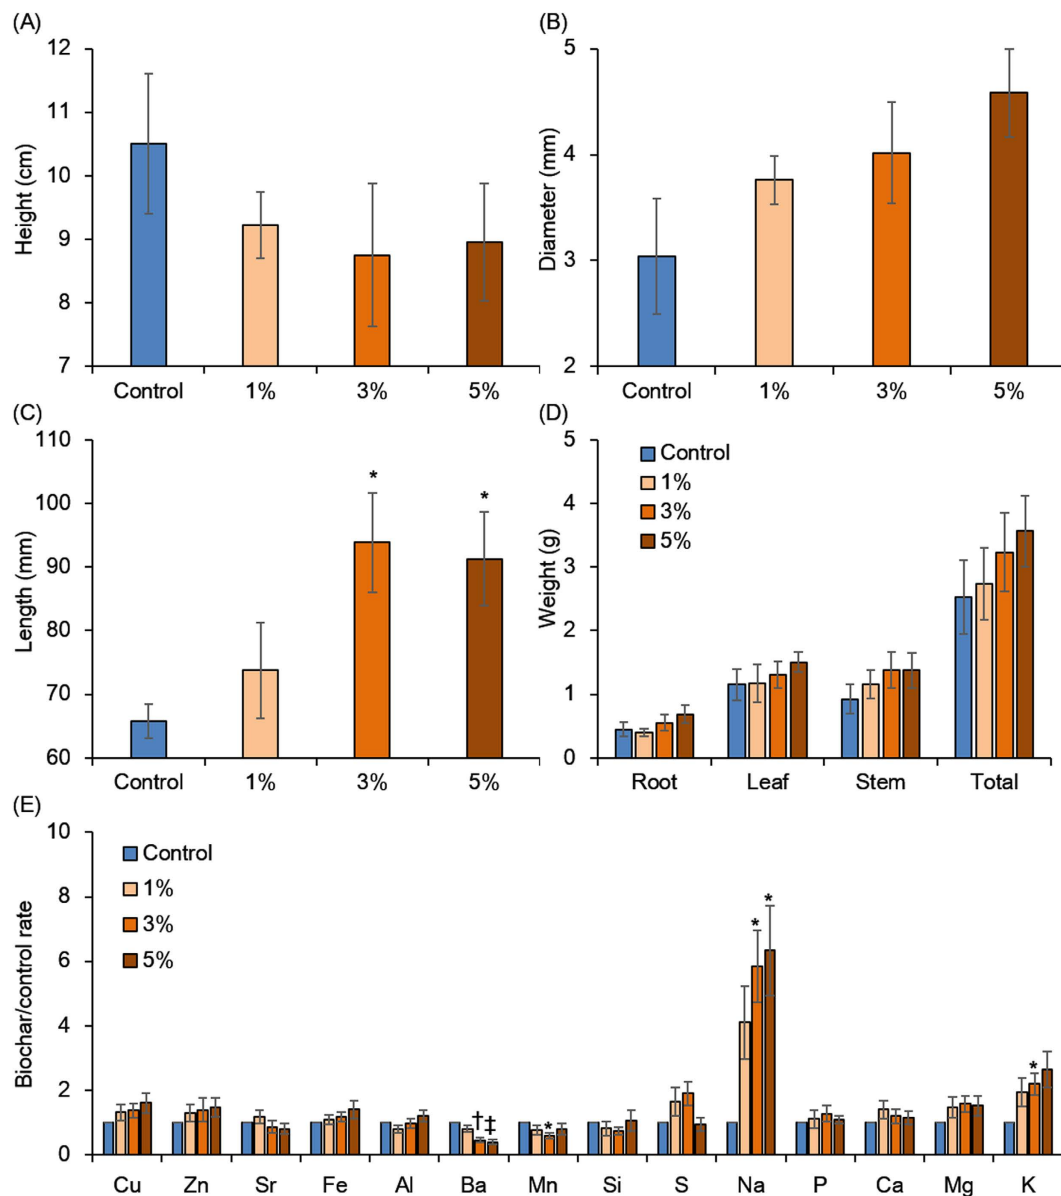 (A)
12
11
10
9
8
7
Height (cm)
Control 1% 3% 5%
(B)
5
4
3
2
Diameter (mm)
Control 1% 3% 5%
(C)
110
100
90
80
70
60
Length (mm)
* *
Control 1% 3% 5%
(D)
5
4
3
2
1
0
Weight (g)
Control
1%
3%
5%
Root Leaf Stem Total
(E)
10
8
6
4
2
0
Biochar/control rate
Control
1%
3%
5%
† ‡ * * * *
Cu Zn Sr Fe Al Ba Mn Si S Na P Ca Mg K